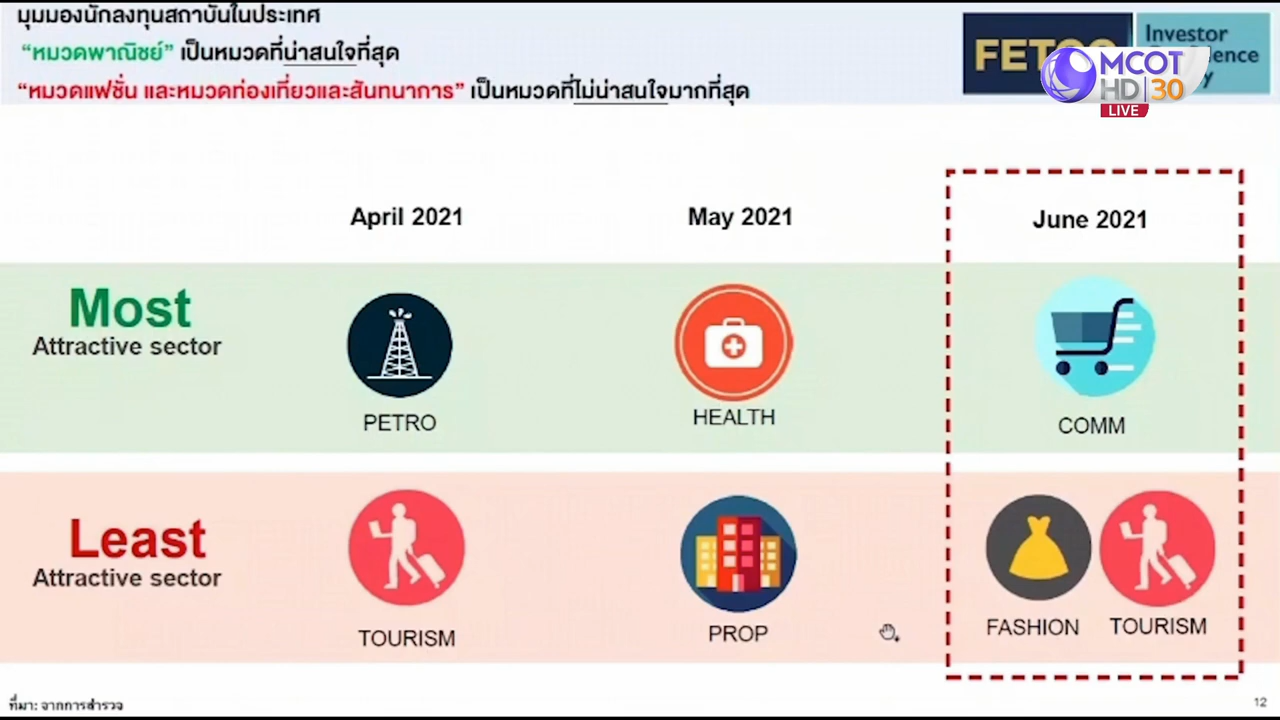 มุมมองนักลงทุนสถาบันในประเทศ
“หมวดพาณิชย์” เป็นหมวดที่น่าสนใจที่สุด
“หมวดแฟชั่น และหมวดท่องเที่ยวและสันทนาการ” เป็นหมวดที่ไม่น่าสนใจมากที่สุด
Investor
MCOT
HD 30
LIVE
April 2021
May 2021
June 2021
Most
Attractive sector
PETRO
HEALTH
COMM
Least
Attractive sector
TOURISM
PROP
FASHION
TOURISM
ที่มา: จากการสำรวจ
12